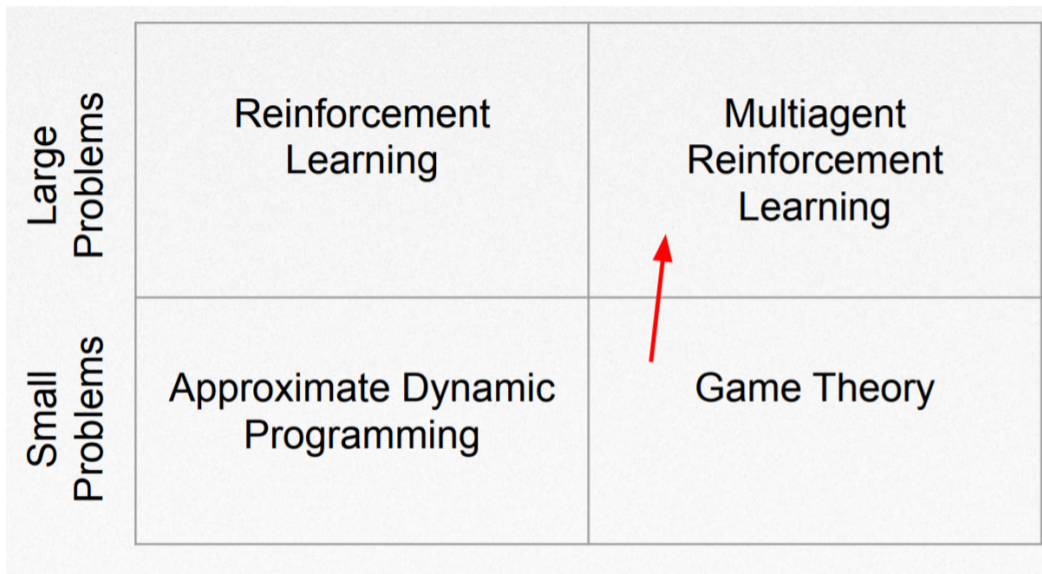 Large
Problems
Reinforcement
Learning
Multiagent
Reinforcement
Learning
Small
Problems
Approximate Dynamic
Programming
Game Theory